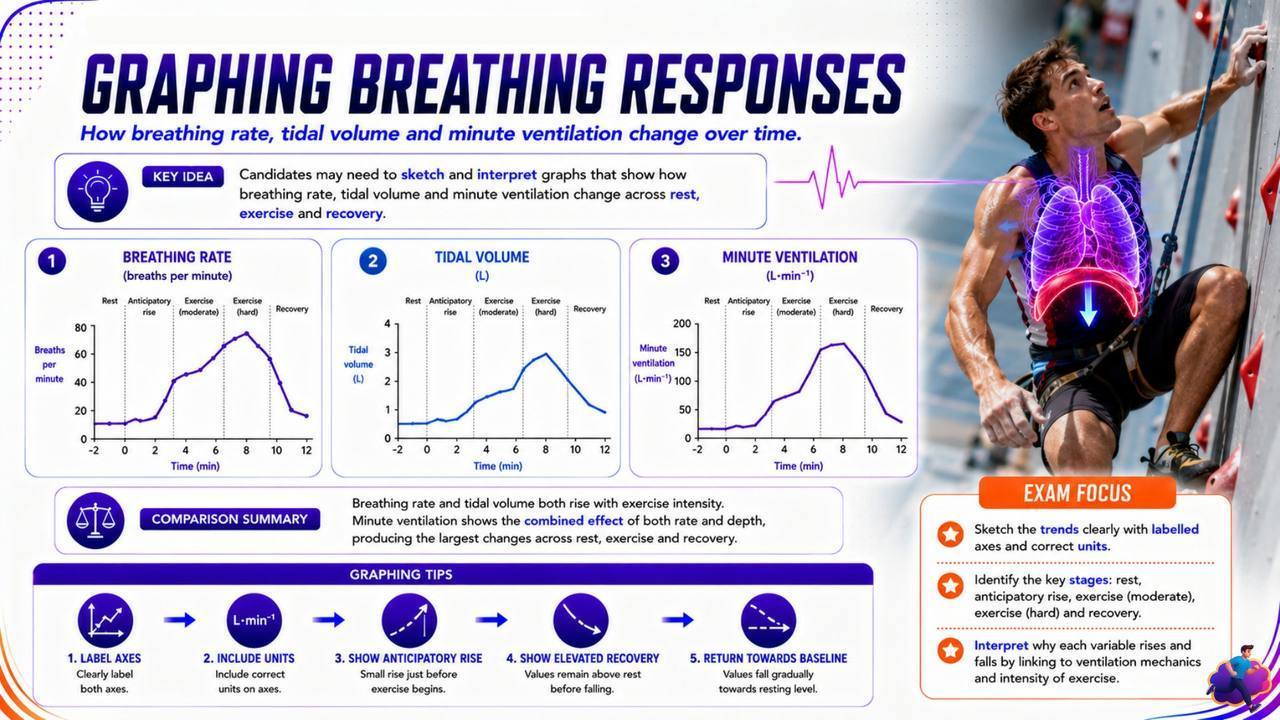 GRAPHING BREATHING RESPONSES
How breathing rate, tidal volume and minute ventilation change over time.
KEY IDEA
Candidates may need to sketch and interpret graphs that show how
breathing rate, tidal volume and minute ventilation change across rest,
exercise and recovery.
1
BREATHING RATE
(breaths per minute)
Rest
Anticipatory
rise
Exercise
(moderate)
Exercise
(hard)
Recovery
Breaths
per
minute
80
60
40
20
0
-2 0 2 4 6 8 10 12
Time (min)
2
TIDAL VOLUME
(L)
Rest
Anticipatory
rise
Exercise
(moderate)
Exercise
(hard)
Recovery
Tidal
volume
(L)
4
3
2
1
0
-2 0 2 4 6 8 10 12
Time (min)
3
MINUTE VENTILATION
(L·min⁻¹)
Rest
Anticipatory
rise
Exercise
(moderate)
Exercise
(hard)
Recovery
Minute
ventilation
(L·min⁻¹)
200
150
100
50
0
-2 0 2 4 6 8 10 12
Time (min)
COMPARISON SUMMARY
Breathing rate and tidal volume both rise with exercise intensity.
Minute ventilation shows the combined effect of both rate and depth,
producing the largest changes across rest, exercise and recovery.
GRAPHING TIPS
1. LABEL AXES
Clearly label
both axes.
L·min⁻¹
2. INCLUDE UNITS
Include correct
units on axes.
3. SHOW ANTICIPATORY RISE
Small rise just before
exercise begins.
4. SHOW ELEVATED RECOVERY
Values remain above rest
before falling.
5. RETURN TOWARDS BASELINE
Values fall gradually
towards resting level.
EXAM FOCUS
Sketch the trends clearly with labelled
axes and correct units.
Identify the key stages: rest,
anticipatory rise, exercise (moderate),
exercise (hard) and recovery.
Interpret why each variable rises and
falls by linking to ventilation mechanics
and intensity of exercise.